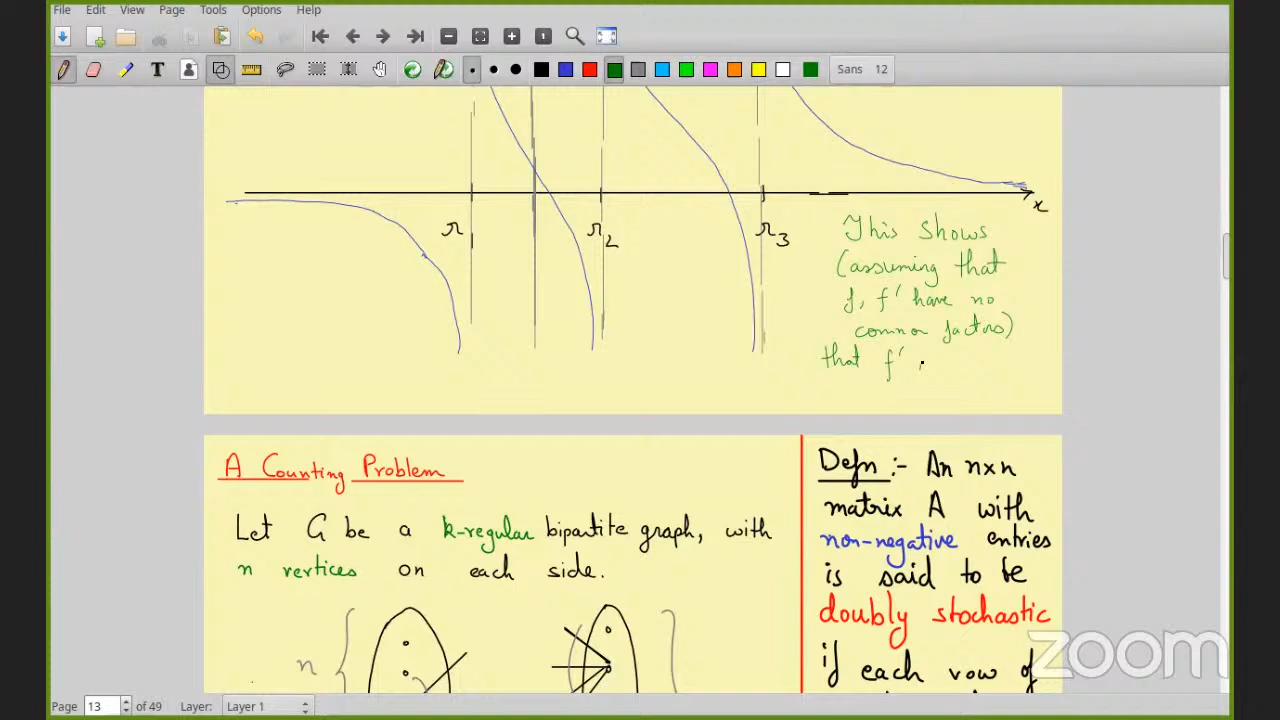 File Edit View Page Tools Options Help
Sans 12
r1 r2 r3 x
This shows
(assuming that
f, f' have no
common factors)
that f'
A Counting Problem
Let G be a k-regular bipartite graph, with
n vertices on each side.
n
Defn :- An n×n
matrix A with
non-negative entries
is said to be
doubly stochastic
if each row of
zoom
Page 13 of 49 Layer: Layer 1